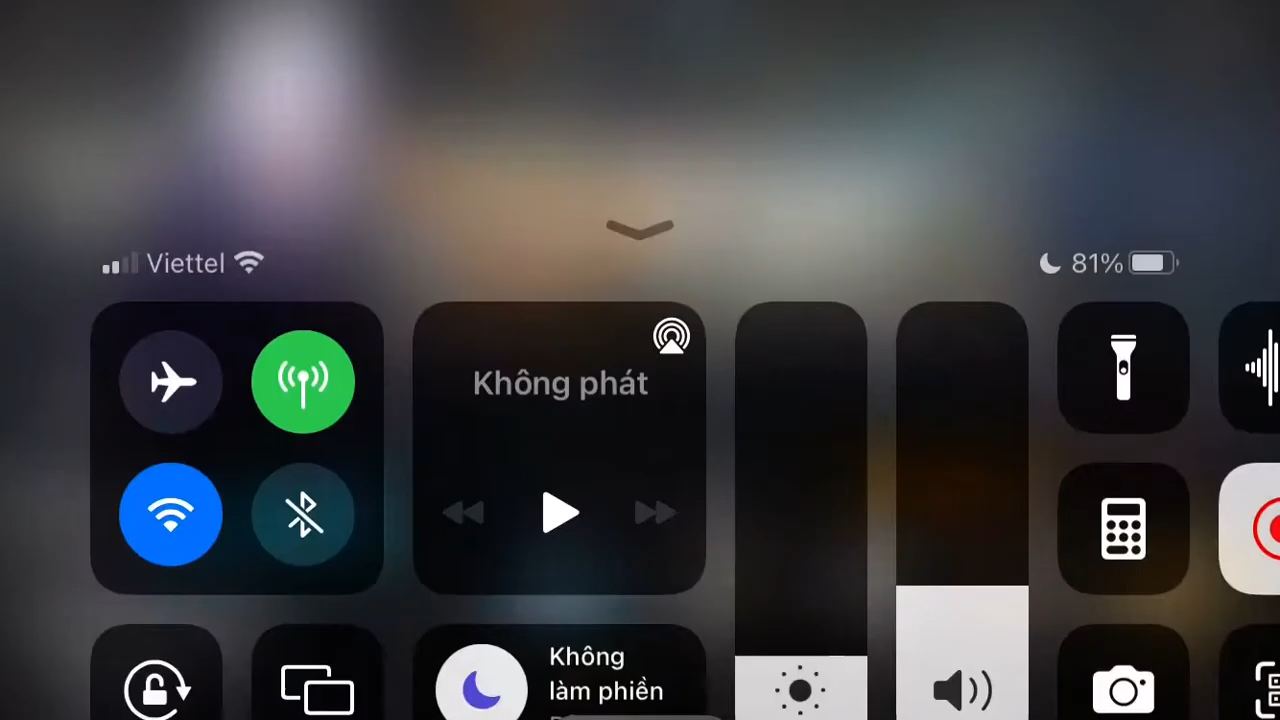 Viettel
81%
Không phát
Không
làm phiền